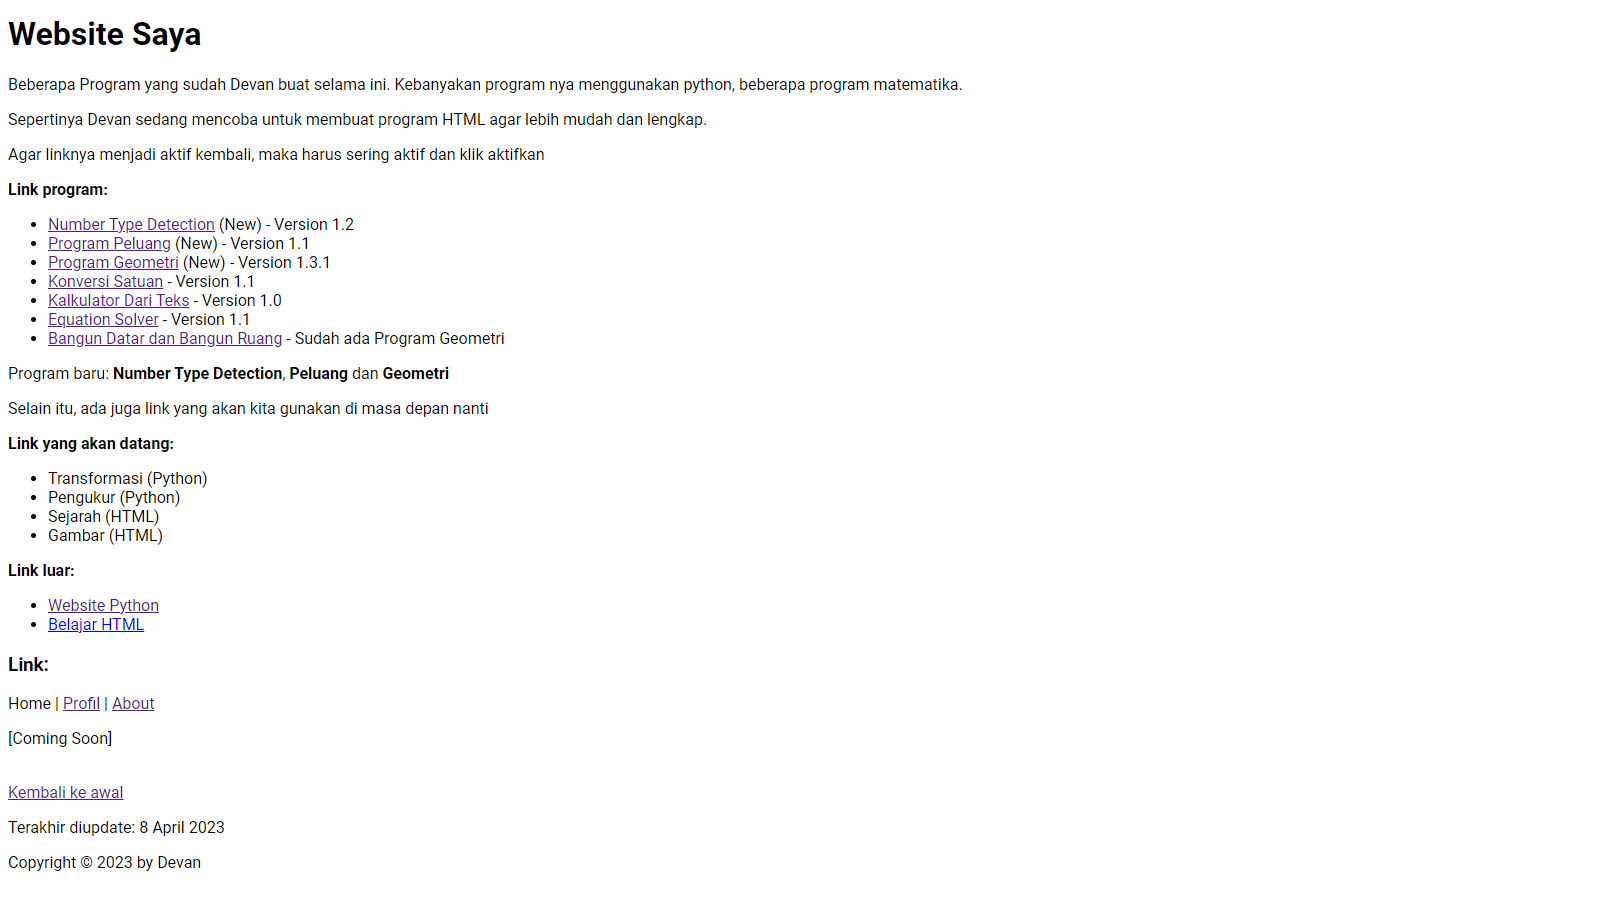 Website Saya
Beberapa Program yang sudah Devan buat selama ini. Kebanyakan program nya menggunakan python, beberapa program matematika.
Sepertinya Devan sedang mencoba untuk membuat program HTML agar lebih mudah dan lengkap.
Agar linknya menjadi aktif kembali, maka harus sering aktif dan klik aktifkan
Link program:
• Number Type Detection (New) - Version 1.2
• Program Peluang (New) - Version 1.1
• Program Geometri (New) - Version 1.3.1
• Konversi Satuan - Version 1.1
• Kalkulator Dari Teks - Version 1.0
• Equation Solver - Version 1.1
• Bangun Datar dan Bangun Ruang - Sudah ada Program Geometri
Program baru: Number Type Detection, Peluang dan Geometri
Selain itu, ada juga link yang akan kita gunakan di masa depan nanti
Link yang akan datang:
• Transformasi (Python)
• Pengukur (Python)
• Sejarah (HTML)
• Gambar (HTML)
Link luar:
• Website Python
• Belajar HTML
Link:
Home | Profil | About
[Coming Soon]
Kembali ke awal
Terakhir diupdate: 8 April 2023
Copyright © 2023 by Devan